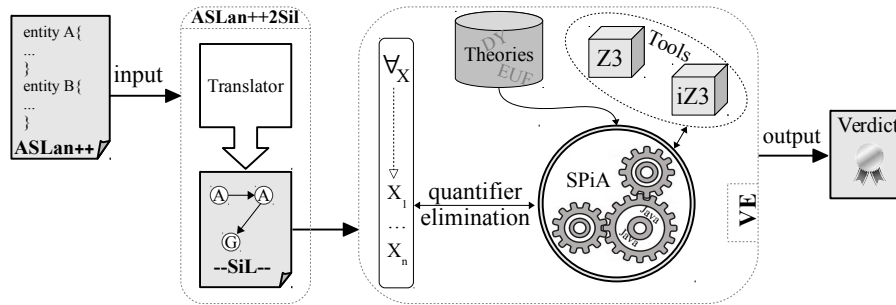 entity A{
...
}
entity B{
...
}
ASLan++
input
ASLan++2Sil
Translator
A
A
G
--SiL--
∀X
X1
...
Xn
quantifier
elimination
Theories
DY
EUF
Tools
Z3
iZ3
SPiA
Java
Java
VE
output
Verdict